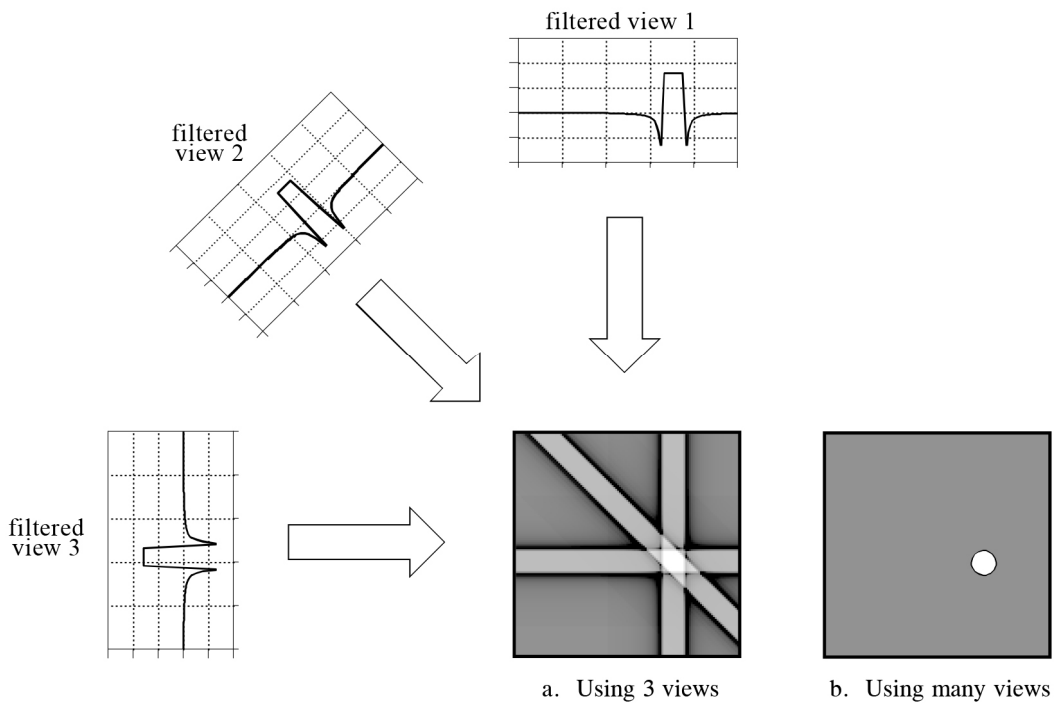 filtered view 1
filtered
view 2
filtered
view 3
a. Using 3 views
b. Using many views